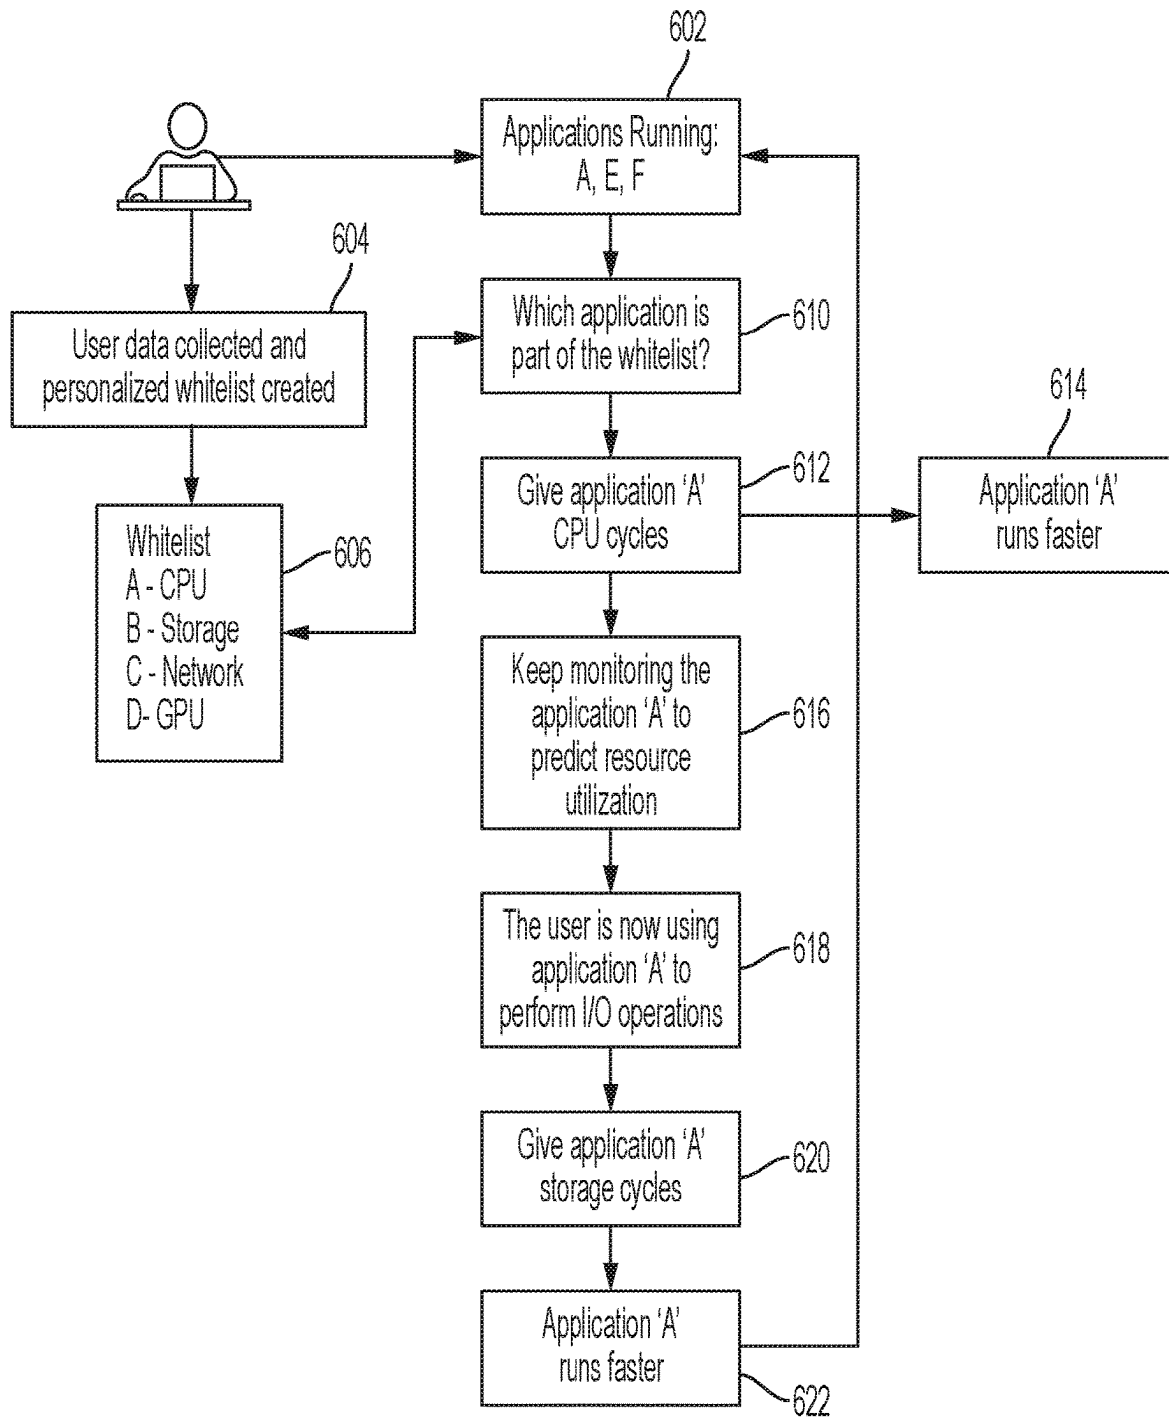 602
Applications Running:
A, E, F
604
User data collected and
personalized whitelist created
Which application is
part of the whitelist?
610
614
Whitelist
A - CPU
B - Storage
C - Network
D- GPU
606
Give application ‘A’
CPU cycles
612
Application ‘A’
runs faster
Keep monitoring the
application ‘A’ to
predict resource
utilization
616
The user is now using
application ‘A’ to
perform I/O operations
618
Give application ‘A’
storage cycles
620
Application ‘A’
runs faster
622